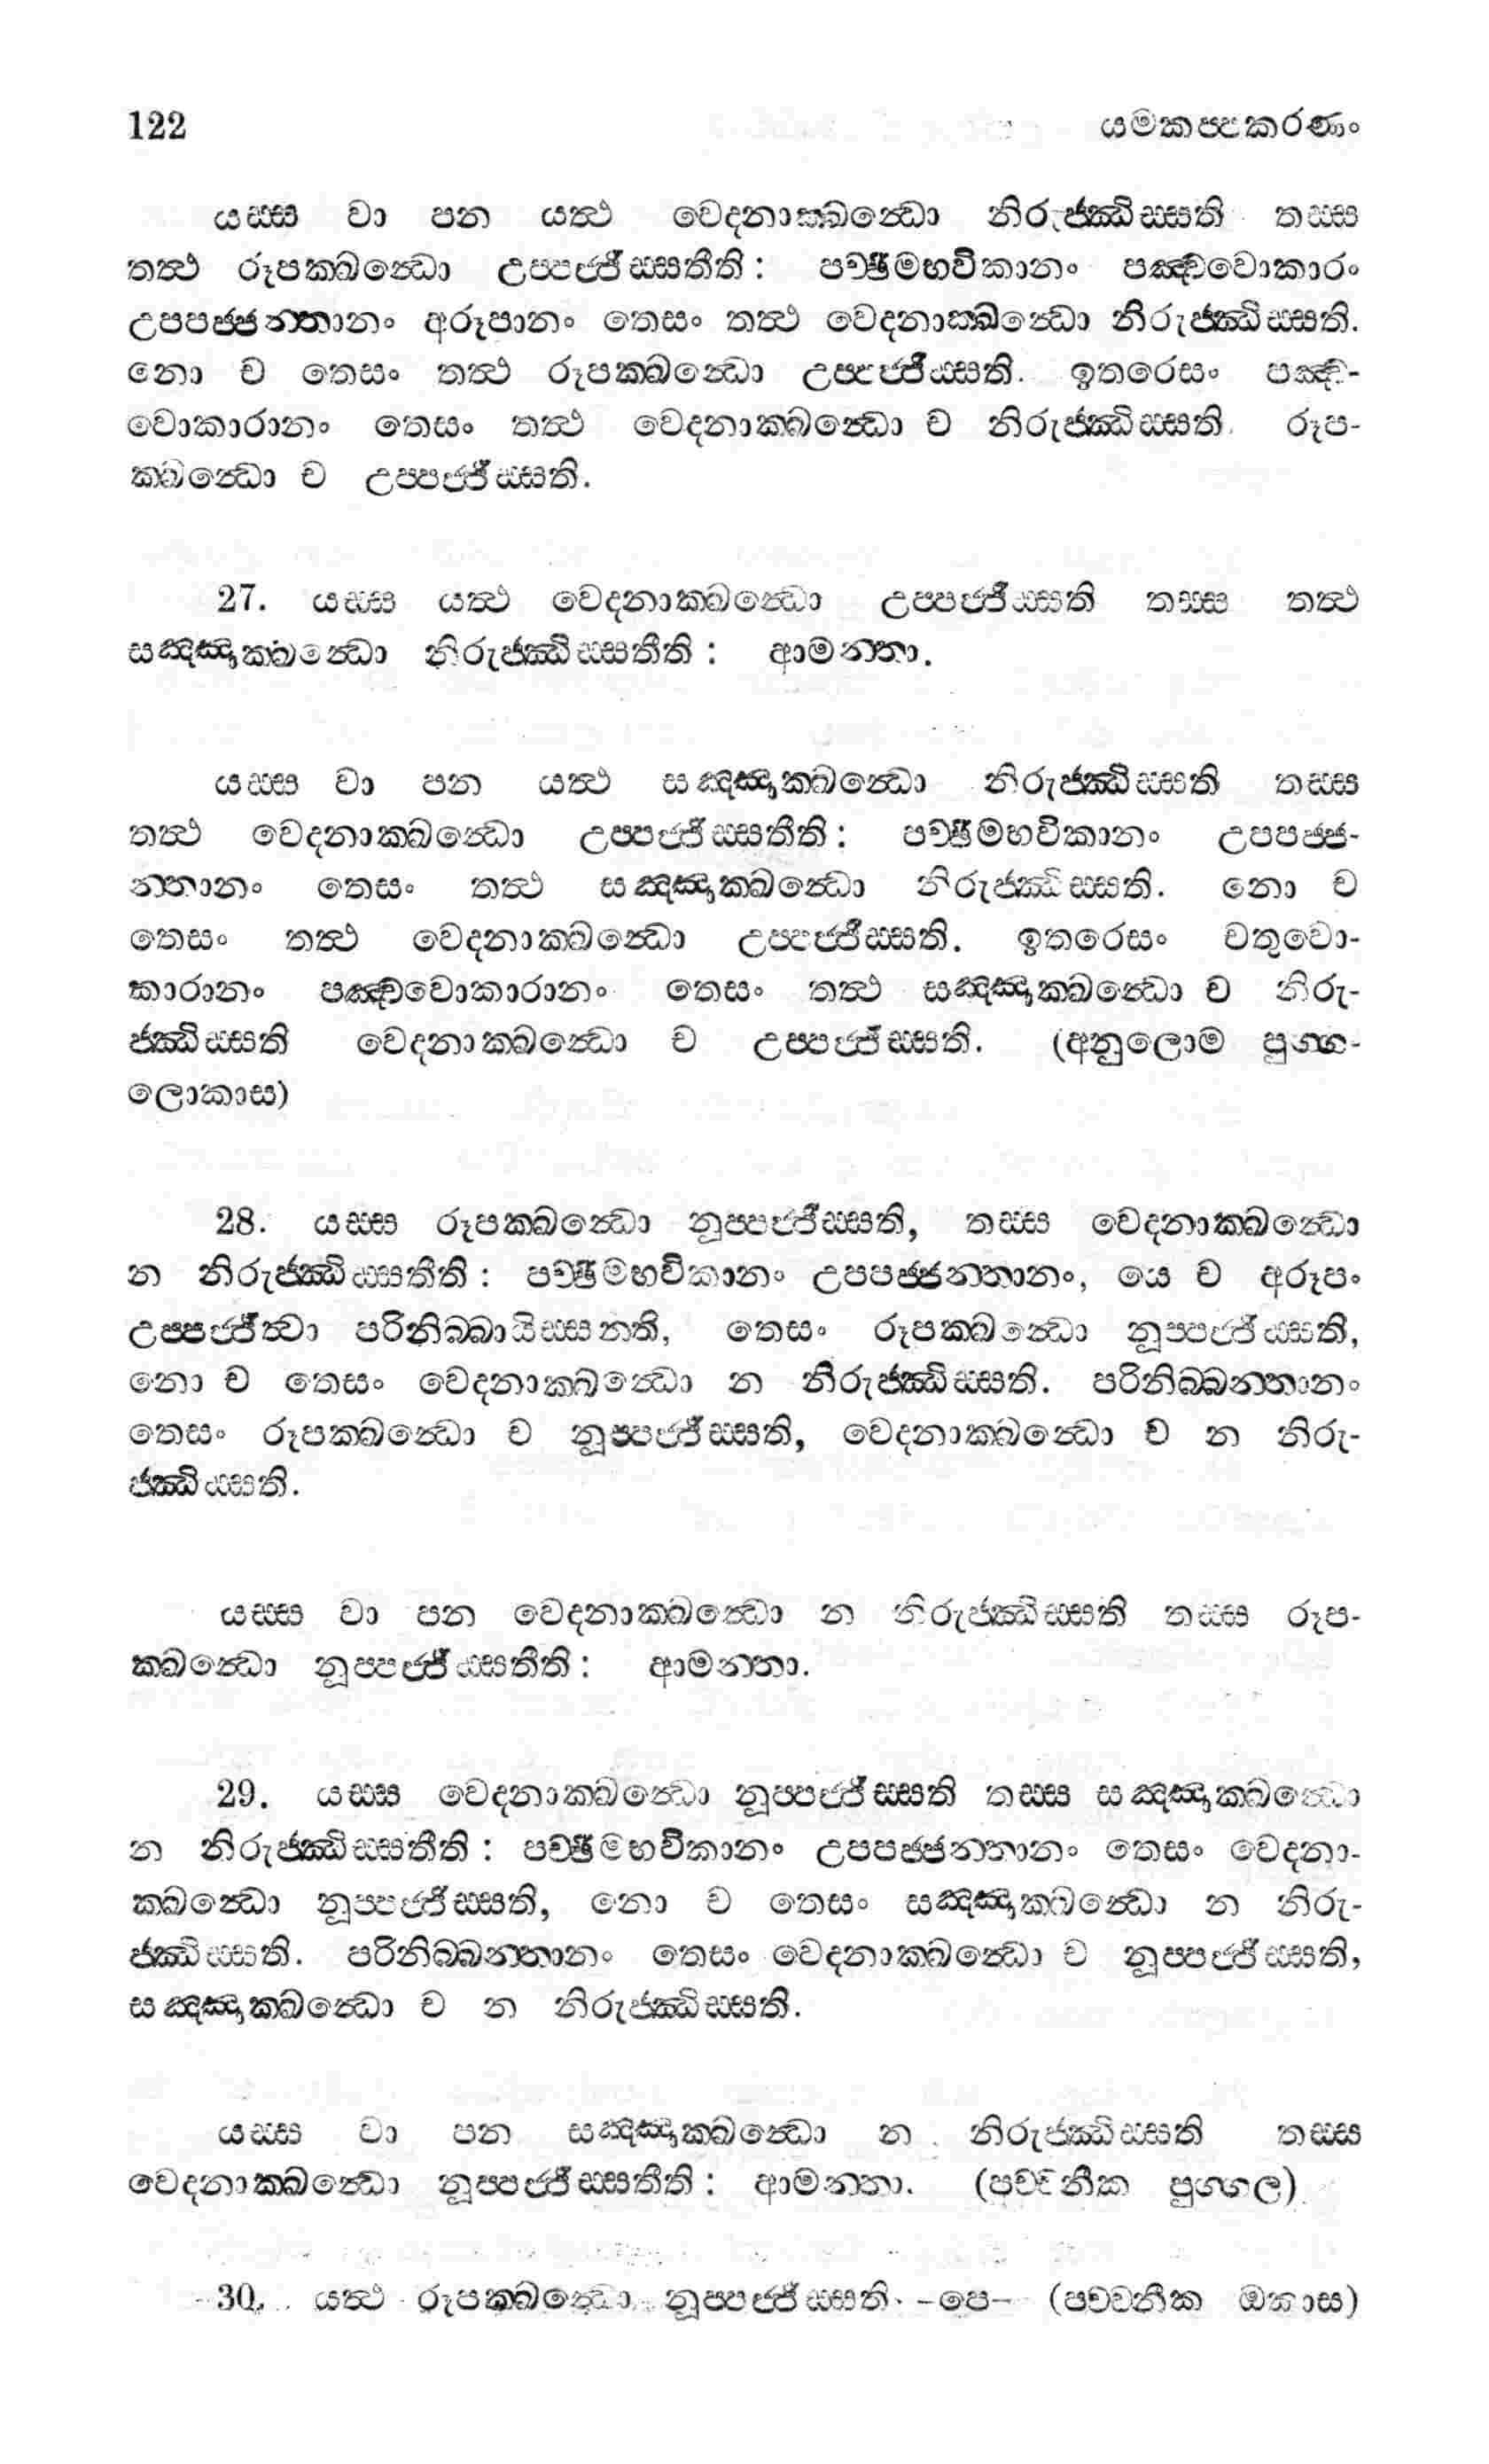 122 යමකප්පකරණං
යස්ස වා පන යත්ථ වෙදනාක්ඛන්ධො නිරුජ්ඣිස්සති තස්ස
තත්ථ රූපක්ඛන්ධො උප්පජ්ජිස්සතීති: පච්ඡිමභවිකානං පඤ්චවොකාරං
උපපජ්ජන්තානං අරූපානං තෙසං තත්ථ වෙදනාක්ඛන්ධො නිරුජ්ඣිස්සති.
නො ච තෙසං තත්ථ රූපක්ඛන්ධො උප්පජ්ජිස්සති. ඉතරෙසං පඤ්ච-
වොකාරානං තෙසං තත්ථ වෙදනාක්ඛන්ධො ච නිරුජ්ඣිස්සති. රූප-
ක්ඛන්ධො ච උප්පජ්ජිස්සති.
27. යස්ස යත්ථ වෙදනාක්ඛන්ධො උප්පජ්ජිස්සති තස්ස තත්ථ
සඤ්ඤාක්ඛන්ධො නිරුජ්ඣිස්සතීති: ආමන්තා.
යස්ස වා පන යත්ථ සඤ්ඤාක්ඛන්ධො නිරුජ්ඣිස්සති තස්ස
තත්ථ වෙදනාක්ඛන්ධො උප්පජ්ජිස්සතීති: පච්ඡිමභවිකානං උපපජ්ජ-
න්තානං තෙසං තත්ථ සඤ්ඤාක්ඛන්ධො නිරුජ්ඣිස්සති. නො ච
තෙසං තත්ථ වෙදනාක්ඛන්ධො උප්පජ්ජිස්සති. ඉතරෙසං චතුවො-
කාරානං පඤ්චවොකාරානං තෙසං තත්ථ සඤ්ඤාක්ඛන්ධො ච නිරු-
ජ්ඣිස්සති වෙදනාක්ඛන්ධො ච උප්පජ්ජිස්සති. (අනුලොම පුග්ග-
ලොකාස)
28. යස්ස රූපක්ඛන්ධො නූප්පජ්ජිස්සති, තස්ස වෙදනාක්ඛන්ධො
න නිරුජ්ඣිස්සතීති: පච්ඡිමභවිකානං උපපජ්ජන්තානං, යෙ ච අරූපං
උප්පජ්ජිත්වා පරිනිබ්බායිස්සන්ති, තෙසං රූපක්ඛන්ධො නූප්පජ්ජිස්සති,
නො ච තෙසං වෙදනාක්ඛන්ධො න නිරුජ්ඣිස්සති. පරිනිබ්බන්තානං
තෙසං රූපක්ඛන්ධො ච නූප්පජ්ජිස්සති, වෙදනාක්ඛන්ධො ච න නිරු-
ජ්ඣිස්සති.
යස්ස වා පන වෙදනාක්ඛන්ධො න නිරුජ්ඣිස්සති තස්ස රූප-
ක්ඛන්ධො නූප්පජ්ජිස්සතීති: ආමන්තා.
29. යස්ස වෙදනාක්ඛන්ධො නූප්පජ්ජිස්සති තස්ස සඤ්ඤාක්ඛන්ධො
න නිරුජ්ඣිස්සතීති: පච්ඡිමභවිකානං උපපජ්ජන්තානං තෙසං වෙදනා-
ක්ඛන්ධො නූප්පජ්ජිස්සති, නො ච තෙසං සඤ්ඤාක්ඛන්ධො න නිරු-
ජ්ඣිස්සති. පරිනිබ්බන්තානං තෙසං වෙදනාක්ඛන්ධො ච නූප්පජ්ජිස්සති,
සඤ්ඤාක්ඛන්ධො ච න නිරුජ්ඣිස්සති.
යස්ස වා පන සඤ්ඤාක්ඛන්ධො න නිරුජ්ඣිස්සති තස්ස
වෙදනාක්ඛන්ධො නූප්පජ්ජිස්සතීති: ආමන්තා. (පච්චනීක පුග්ගල)
30. යත්ථ රූපක්ඛන්ධො නූප්පජ්ජිස්සති -පෙ- (පච්චනීක ඔකාස)